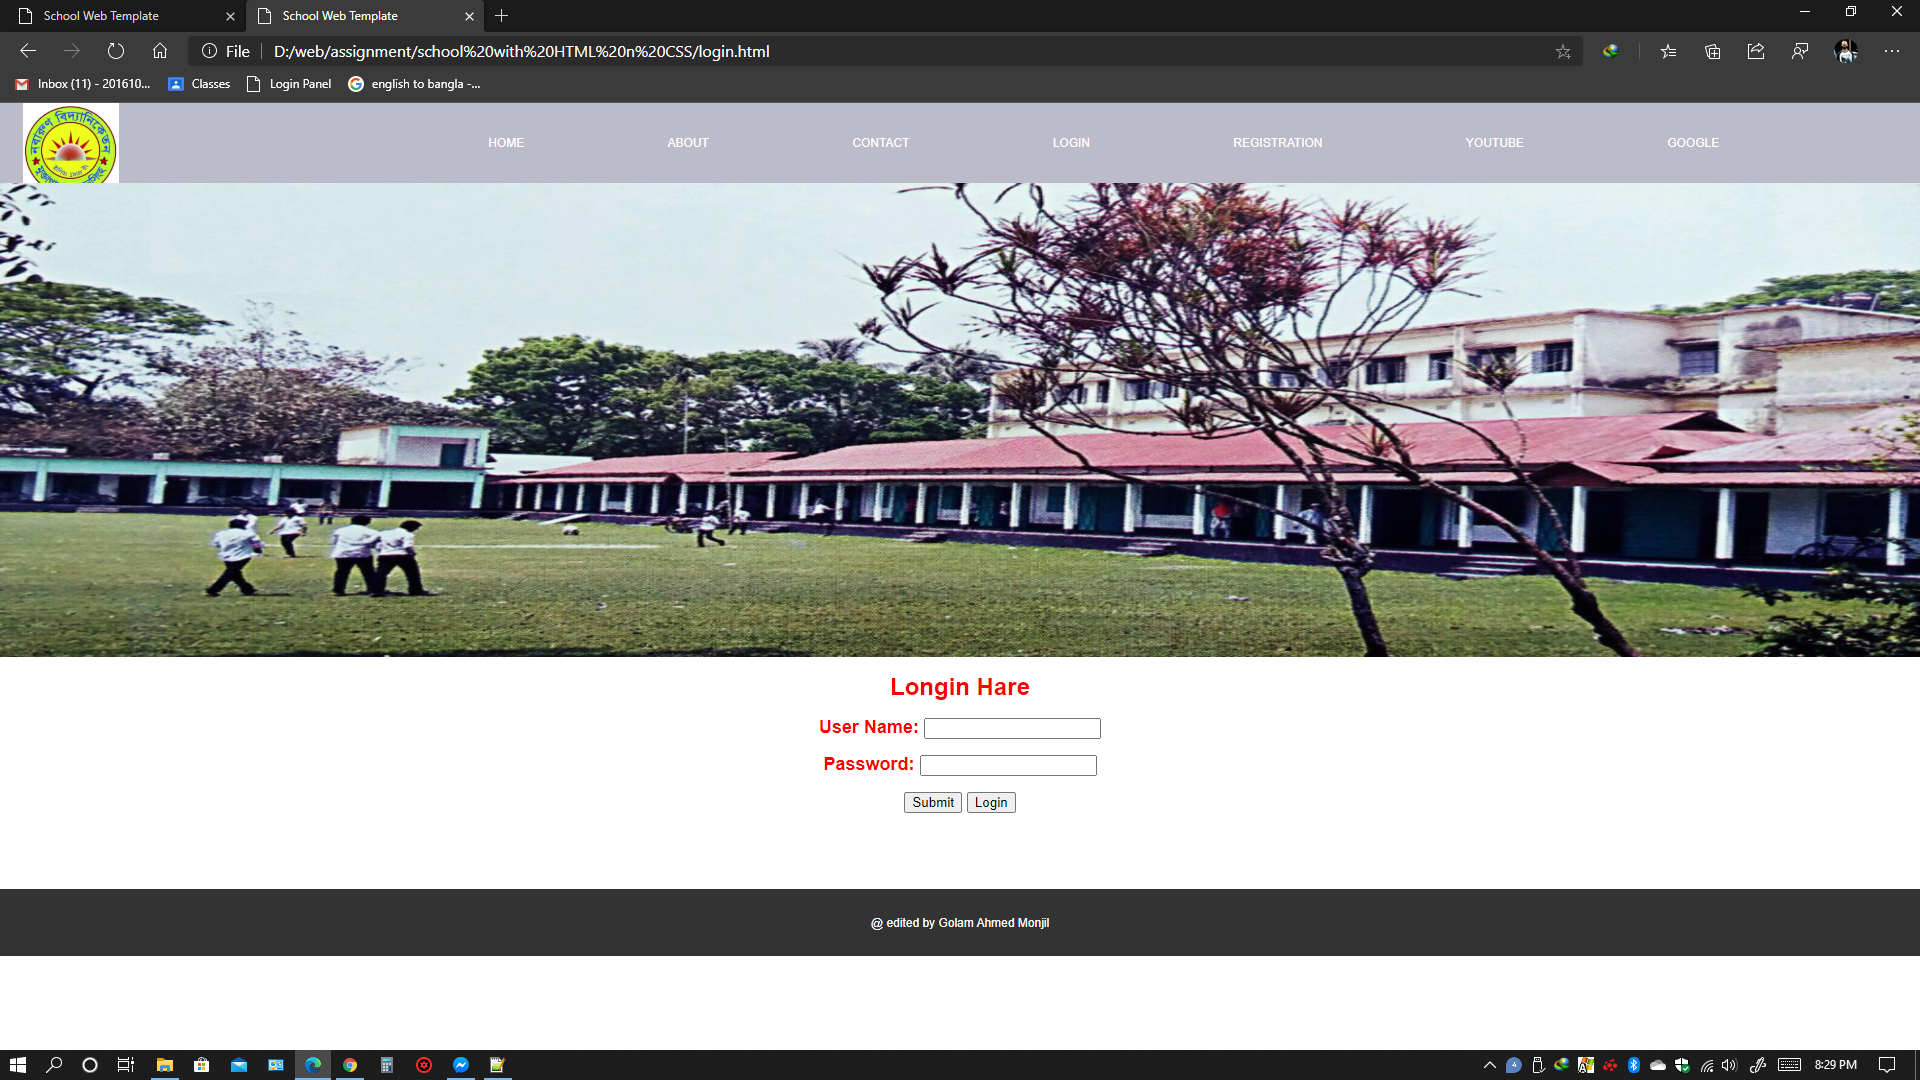 School Web Template
School Web Template
File
D:/web/assignment/school%20with%20HTML%20n%20CSS/login.html
Inbox (11) - 201610...
Classes
Login Panel
english to bangla -...
নবারুণ বিদ্যানিকেতন
HOME
ABOUT
CONTACT
LOGIN
REGISTRATION
YOUTUBE
GOOGLE
Longin Hare
User Name:
Password:
Submit
Login
@ edited by Golam Ahmed Monjil
8:29 PM